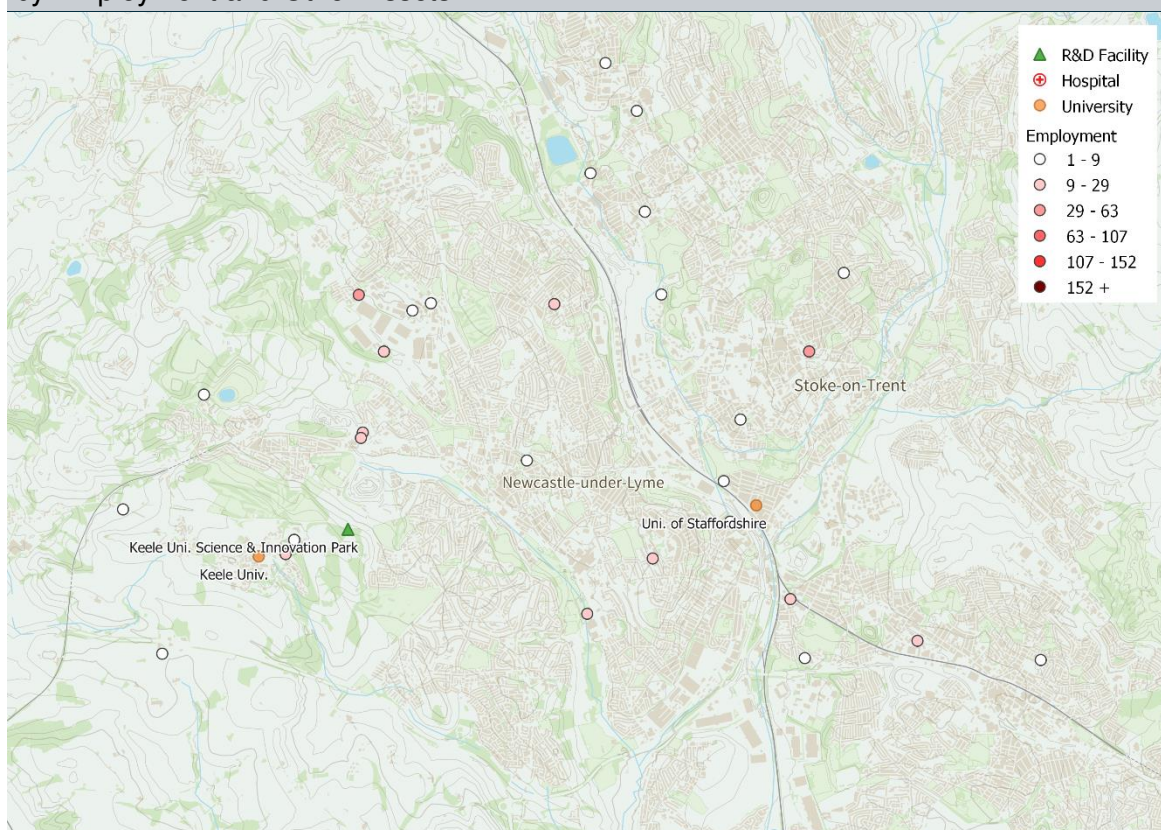 R&D Facility
Hospital
University
Employment
1 - 9
9 - 29
29 - 63
63 - 107
107 - 152
152 +
Stoke-on-Trent
Newcastle-under-Lyme
Uni. of Staffordshire
Keele Uni. Science & Innovation Park
Keele Univ.